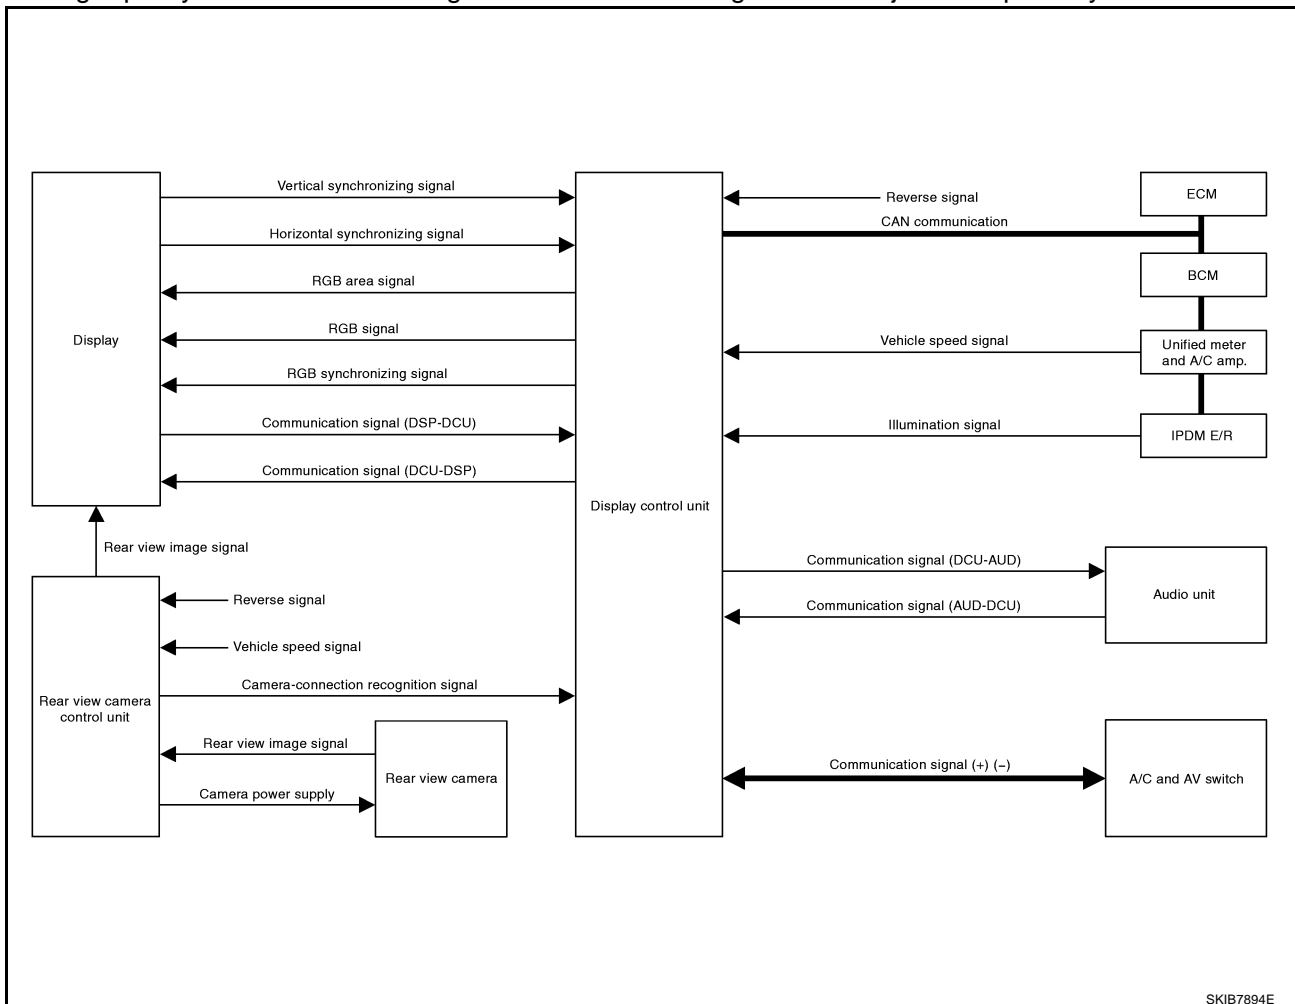 Vertical synchronizing signal
Horizontal synchronizing signal
RGB area signal
RGB signal
RGB synchronizing signal
Communication signal (DSP-DCU)
Communication signal (DCU-DSP)
Display
Rear view image signal
Reverse signal
Vehicle speed signal
Camera-connection recognition signal
Rear view camera
control unit
Rear view image signal
Camera power supply
Rear view camera
Display control unit
Reverse signal
CAN communication
Vehicle speed signal
Illumination signal
ECM
BCM
Unified meter
and A/C amp.
IPDM E/R
Communication signal (DCU-AUD)
Communication signal (AUD-DCU)
Audio unit
Communication signal (+) (−)
A/C and AV switch
SKIB7894E